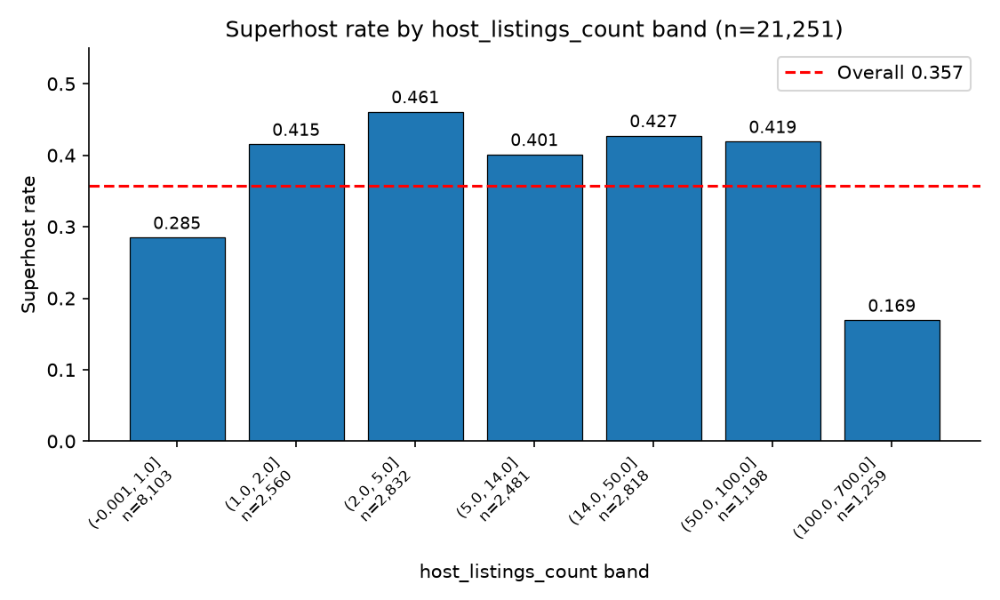 Superhost rate by host_listings_count band (n=21,251)
Overall 0.357
Superhost rate
0.5
0.4
0.3
0.2
0.1
0.0
0.285
0.415
0.461
0.401
0.427
0.419
0.169
(-0.001, 1.0]
n=8,103
(1.0, 2.0]
n=2,560
(2.0, 5.0]
n=2,832
(5.0, 14.0]
n=2,481
(14.0, 50.0]
n=2,818
(50.0, 100.0]
n=1,198
(100.0, 700.0]
n=1,259
host_listings_count band